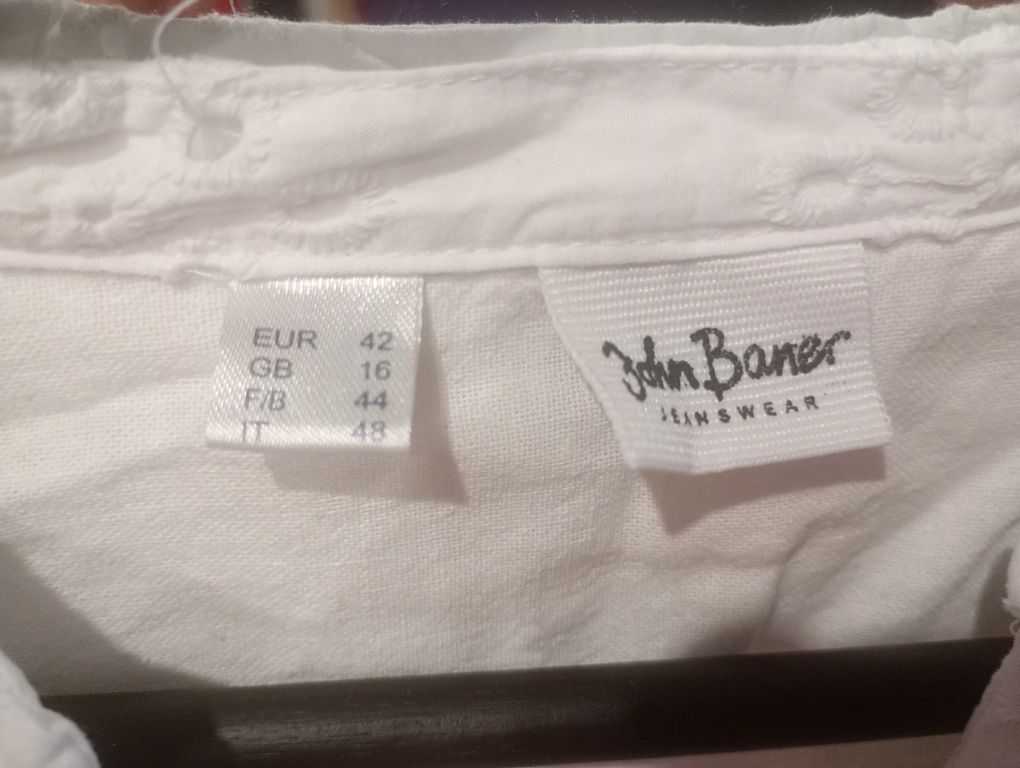 EUR 42
GB 16
F/B 44
IT 48
John Baner
JEANSWEAR